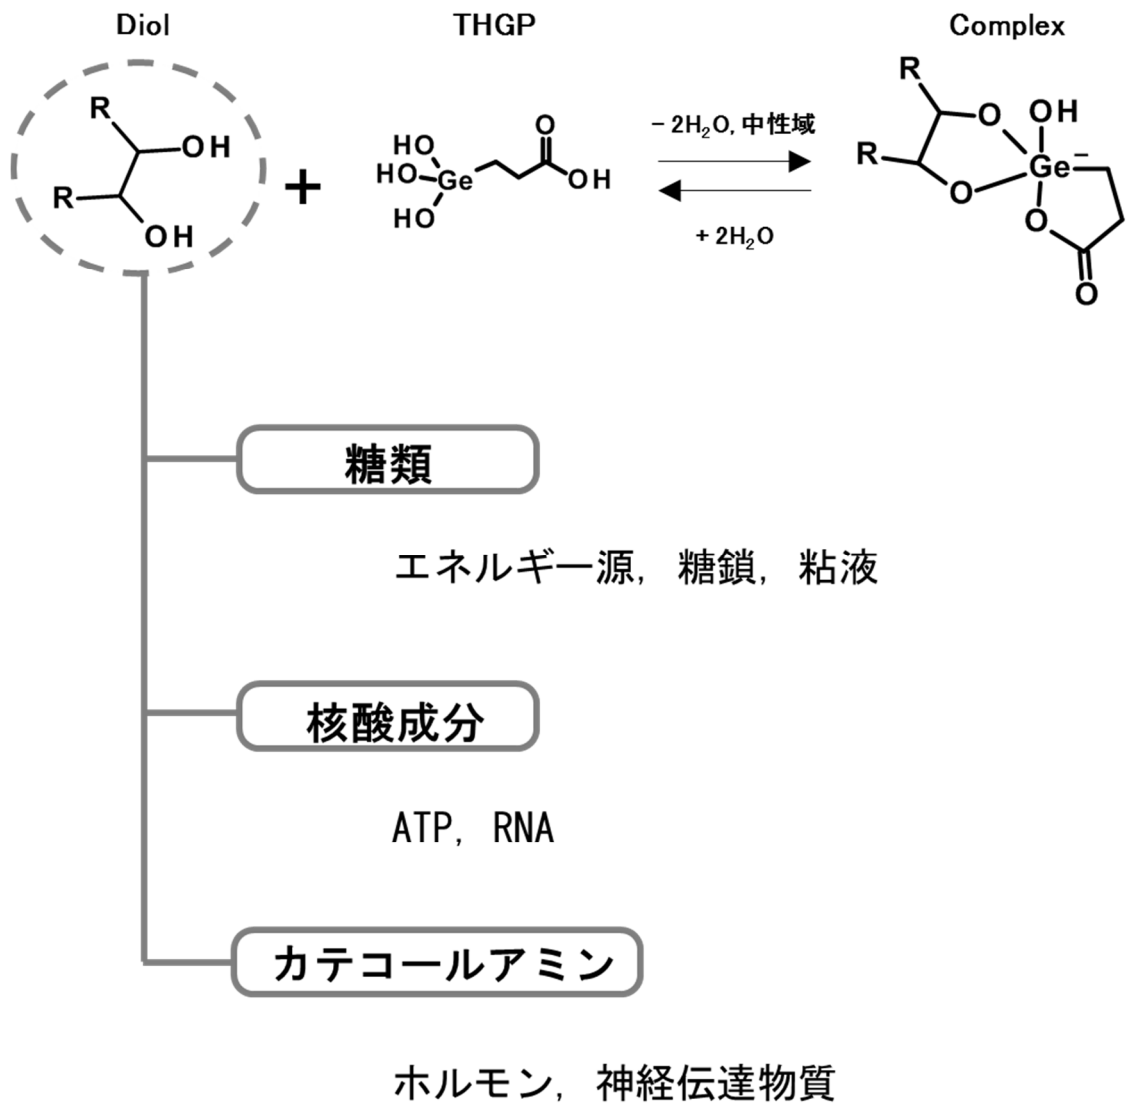 Diol THGP Complex
R OH R OH
+
HO HO HO Ge O OH
− 2H₂O, 中性域
+ 2H₂O
R R O O OH Ge− O O
糖類
エネルギー源, 糖鎖, 粘液
核酸成分
ATP, RNA
カテコールアミン
ホルモン, 神経伝達物質